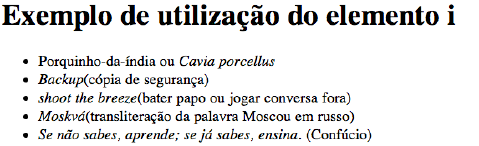 Exemplo de utilização do elemento i
• Porquinho-da-índia ou Cavia porcellus
• Backup(cópia de segurança)
• shoot the breeze(bater papo ou jogar conversa fora)
• Moskvá(transliteração da palavra Moscou em russo)
• Se não sabes, aprende; se já sabes, ensina. (Confúcio)